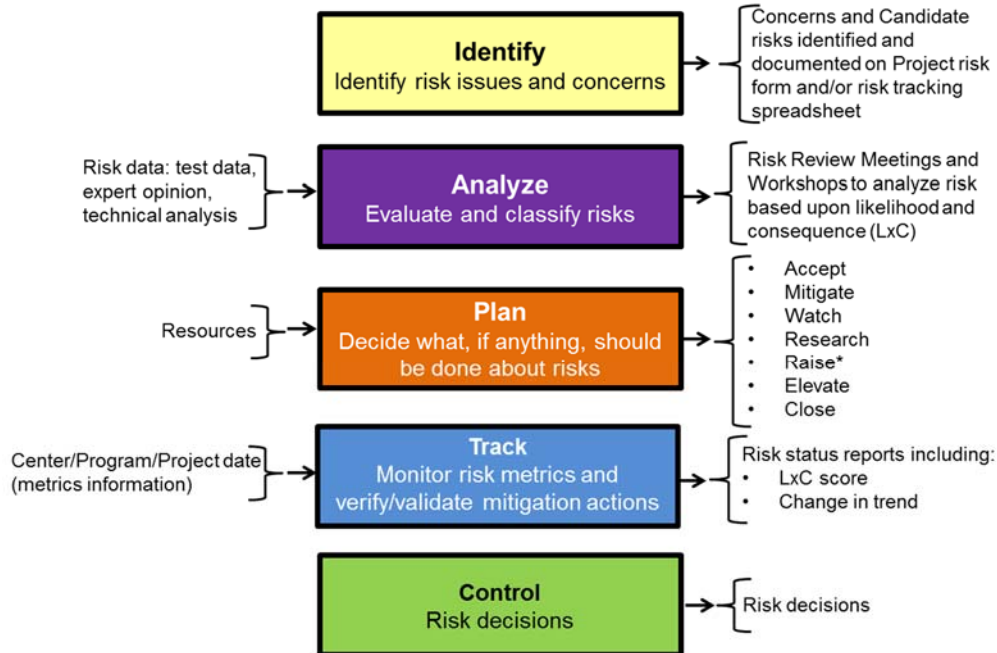 Identify
Identify risk issues and concerns
Concerns and Candidate
risks identified and
documented on Project risk
form and/or risk tracking
spreadsheet
Risk data: test data,
expert opinion,
technical analysis
Analyze
Evaluate and classify risks
Risk Review Meetings and
Workshops to analyze risk
based upon likelihood and
consequence (LxC)
Resources
Plan
Decide what, if anything, should
be done about risks
• Accept
• Mitigate
• Watch
• Research
• Raise*
• Elevate
• Close
Center/Program/Project date
(metrics information)
Track
Monitor risk metrics and
verify/validate mitigation actions
Risk status reports including:
• LxC score
• Change in trend
Control
Risk decisions
Risk decisions